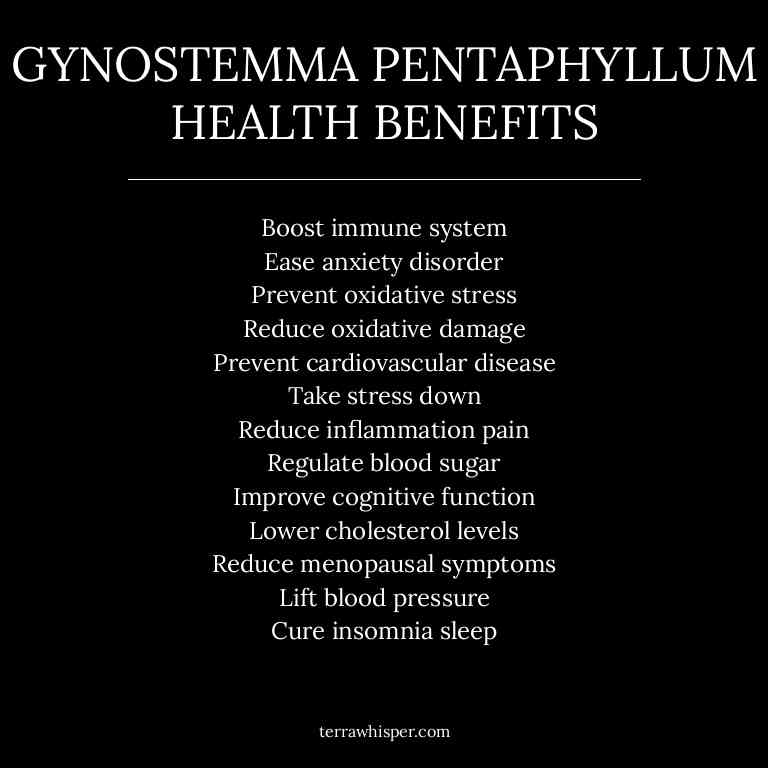 GYNOSTEMMA PENTAPHYLLUM
HEALTH BENEFITS
Boost immune system
Ease anxiety disorder
Prevent oxidative stress
Reduce oxidative damage
Prevent cardiovascular disease
Take stress down
Reduce inflammation pain
Regulate blood sugar
Improve cognitive function
Lower cholesterol levels
Reduce menopausal symptoms
Lift blood pressure
Cure insomnia sleep
terrawhisper.com